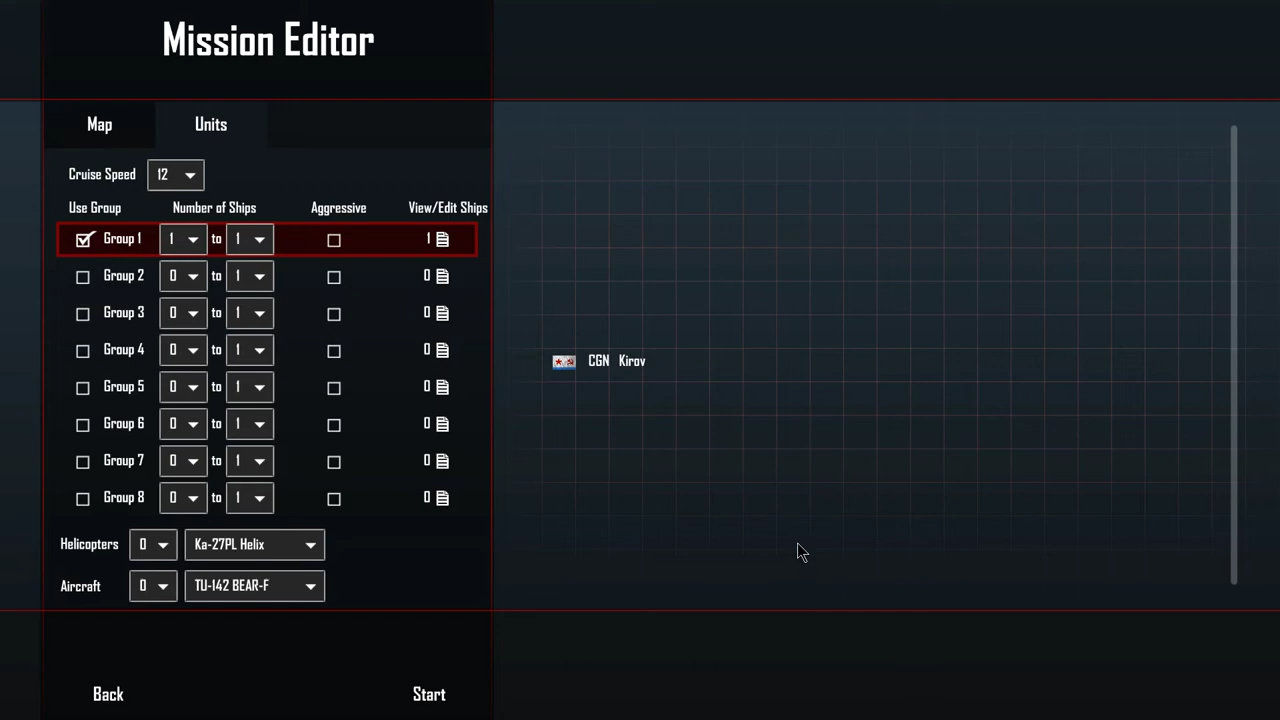 Mission Editor
Map Units
Cruise Speed 12
Use Group Number of Ships Aggressive View/Edit Ships
Group 1 1 to 1 1
Group 2 0 to 1 0
Group 3 0 to 1 0
Group 4 0 to 1 0
CGN Kirov
Group 5 0 to 1 0
Group 6 0 to 1 0
Group 7 0 to 1 0
Group 8 0 to 1 0
Helicopters 0 Ka-27PL Helix
Aircraft 0 TU-142 BEAR-F
Back Start